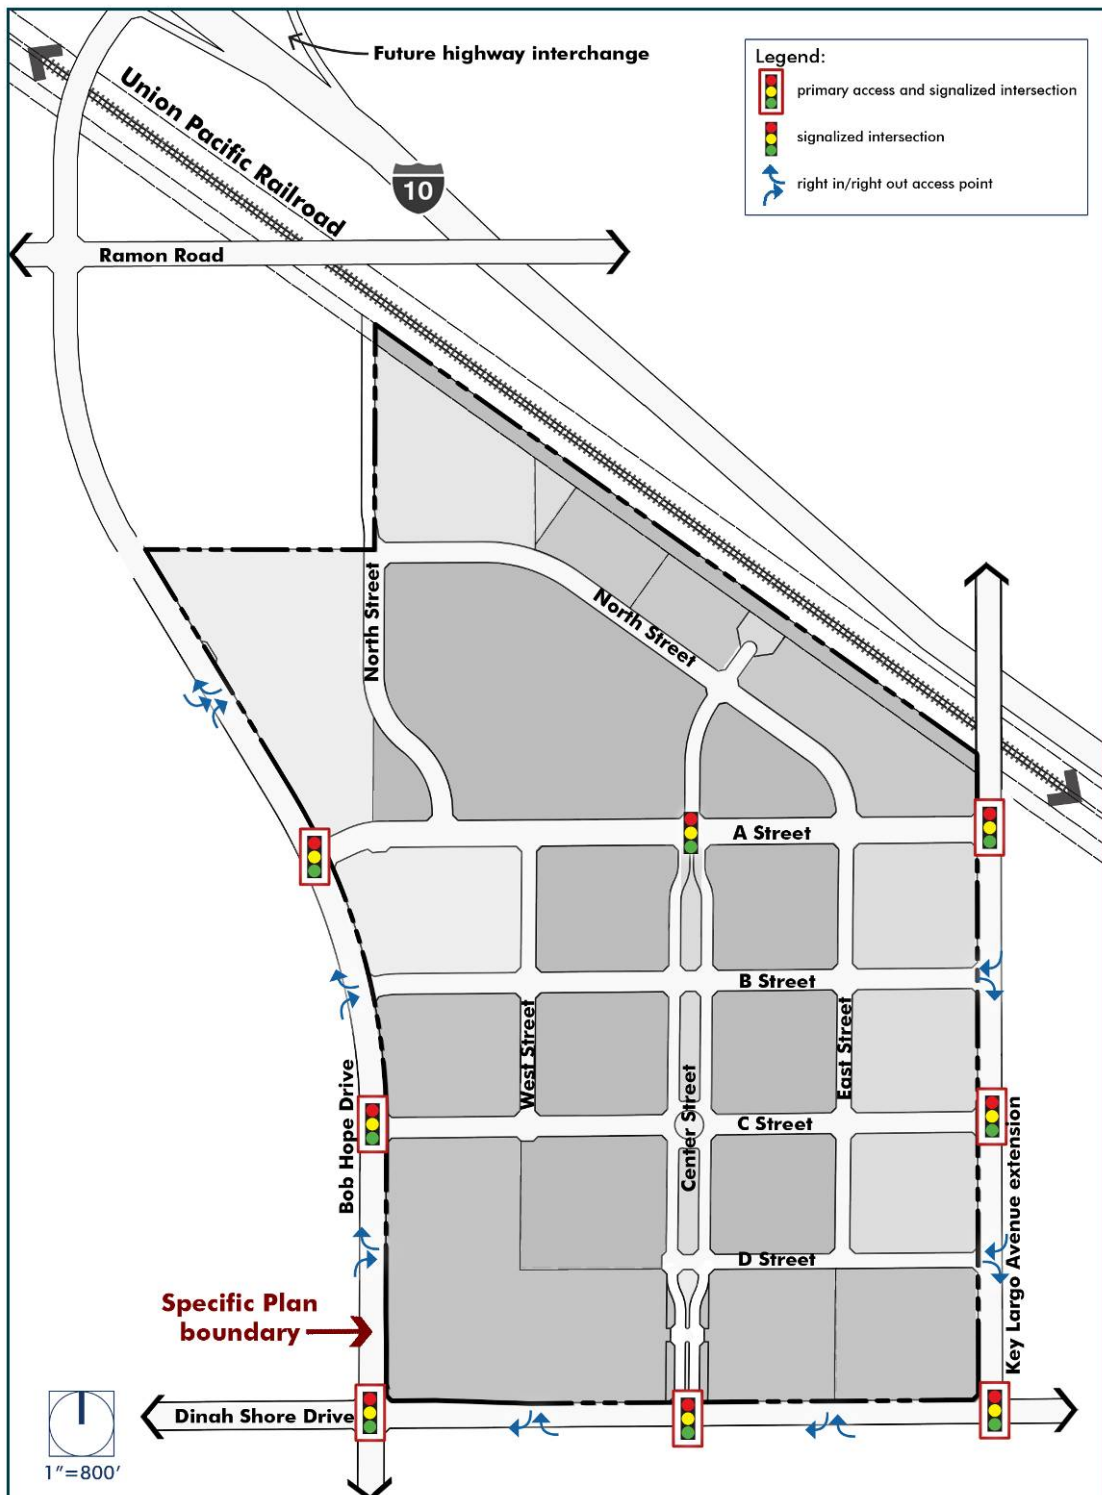 Future highway interchange
Legend:
primary access and signalized intersection
signalized intersection
right in/right out access point
Union Pacific Railroad
10
Ramon Road
North Street
North Street
A Street
B Street
West Street
East Street
Center Street
C Street
Bob Hope Drive
Key Largo Avenue extension
D Street
Specific Plan
boundary
Dinah Shore Drive
1"=800'